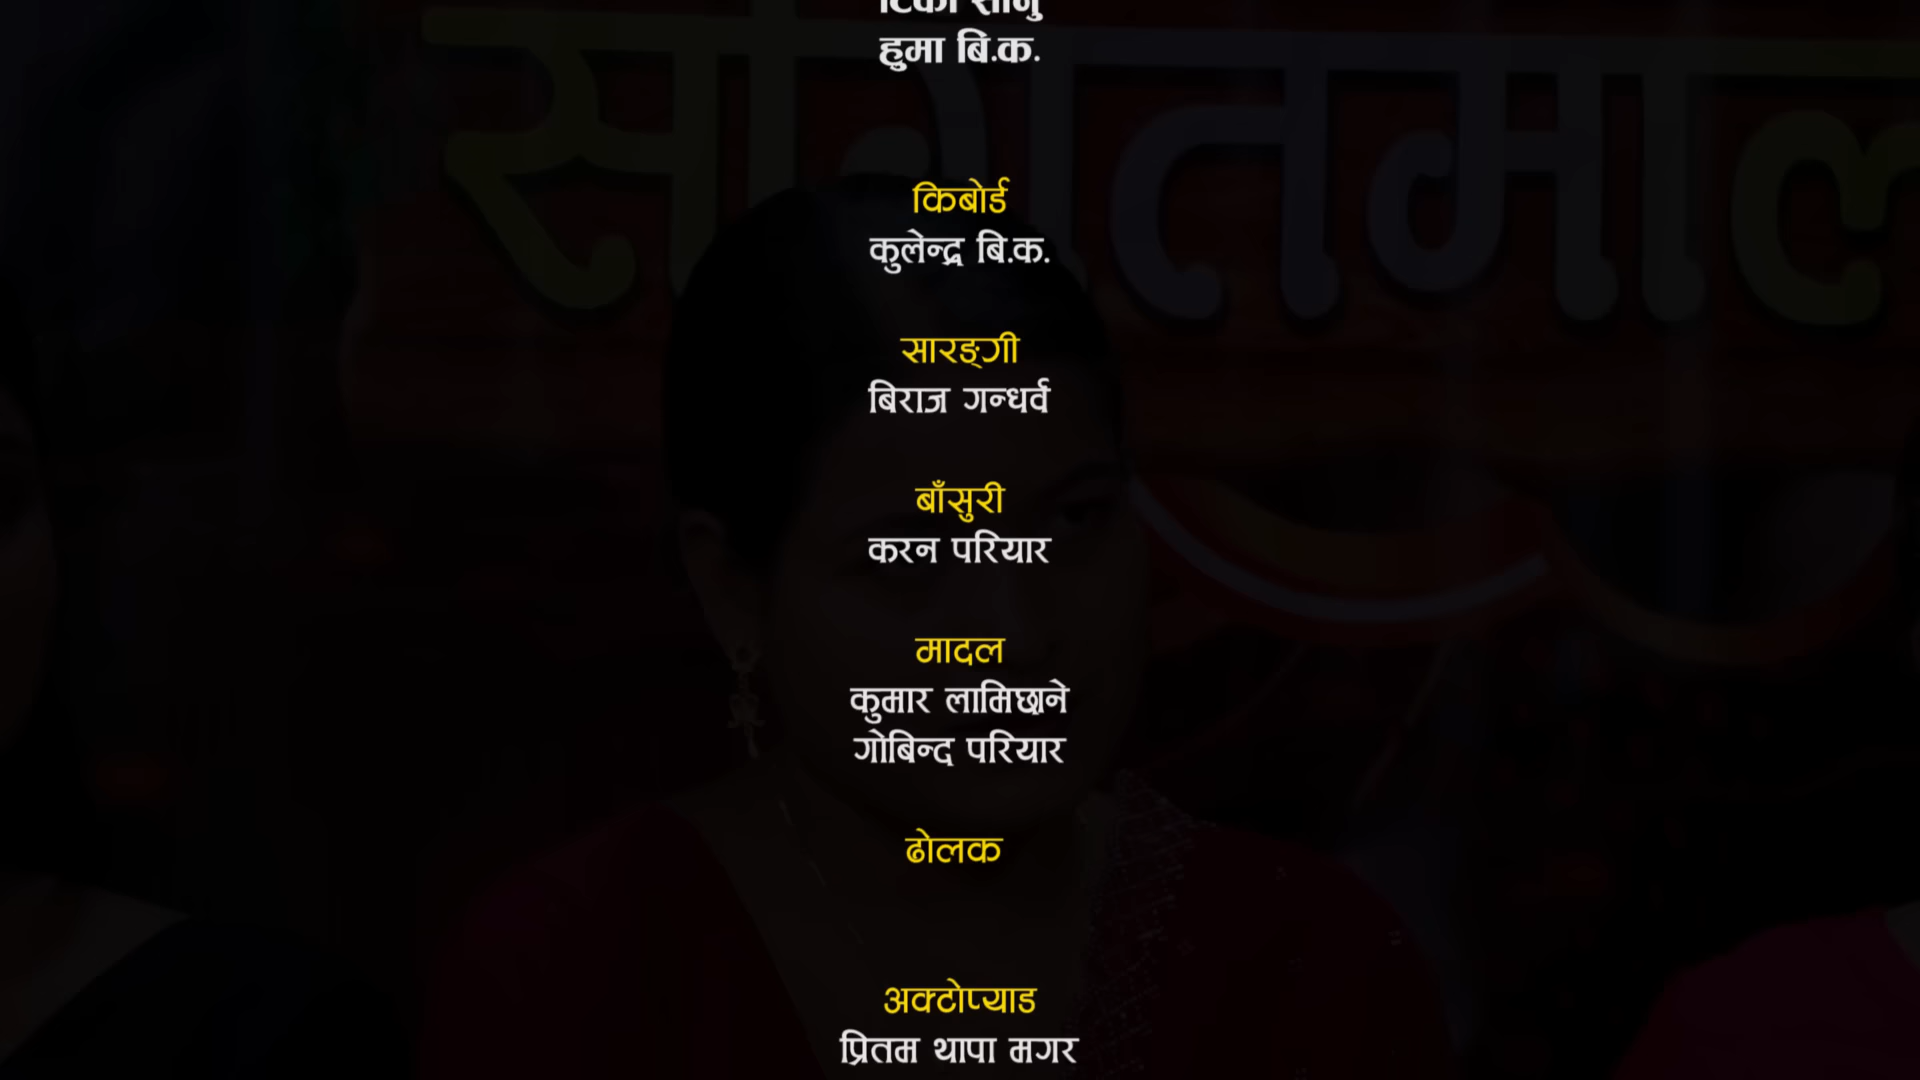 हुमा बि.क.
किबोर्ड
कुलेन्द्र बि.क.
सारङ्गी
बिराज गन्धर्व
बाँसुरी
करन परियार
मादल
कुमार लामिछाने
गोबिन्द परियार
ढोलक
अक्टोप्याड
प्रितम थापा मगर